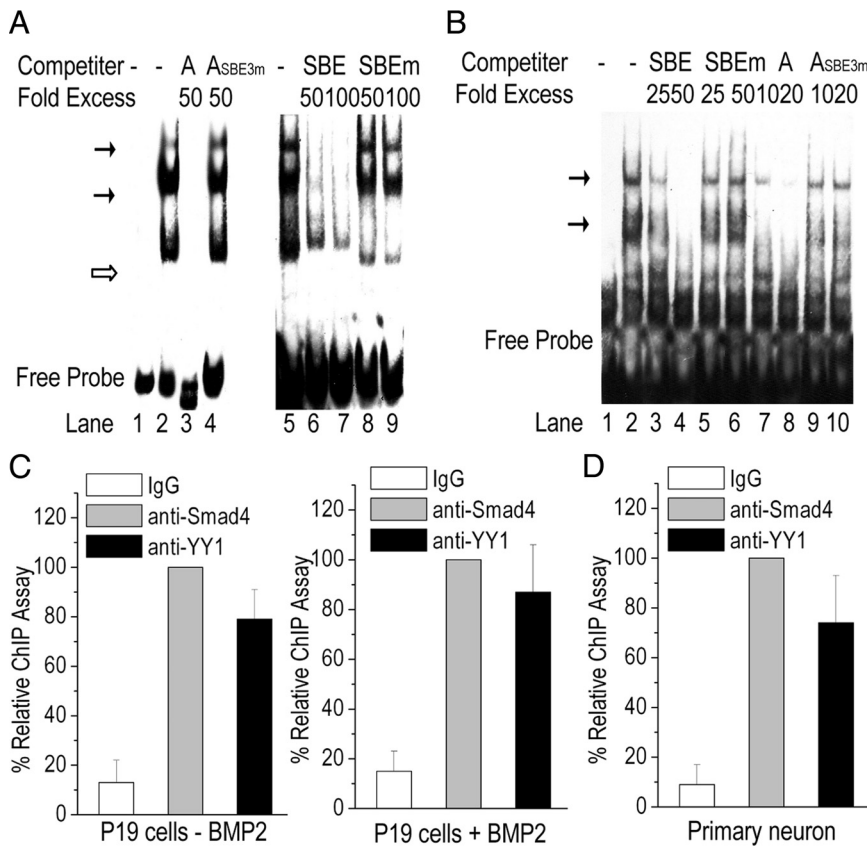 A
Competiter - - A ASBE3m - SBE SBEm
Fold Excess 50 50 50100 50100
Free Probe
Lane 1 2 3 4 5 6 7 8 9
B
Competiter - - SBE SBEm A ASBE3m
Fold Excess 2550 25 50 1020 1020
Free Probe
Lane 1 2 3 4 5 6 7 8 9 10
C
IgG
anti-Smad4
anti-YY1
% Relative ChIP Assay
120
100
80
60
40
20
0
P19 cells - BMP2
IgG
anti-Smad4
anti-YY1
% Relative ChIP Assay
120
100
80
60
40
20
0
P19 cells + BMP2
D
IgG
anti-Smad4
anti-YY1
% Relative ChIP Assay
120
100
80
60
40
20
0
Primary neuron